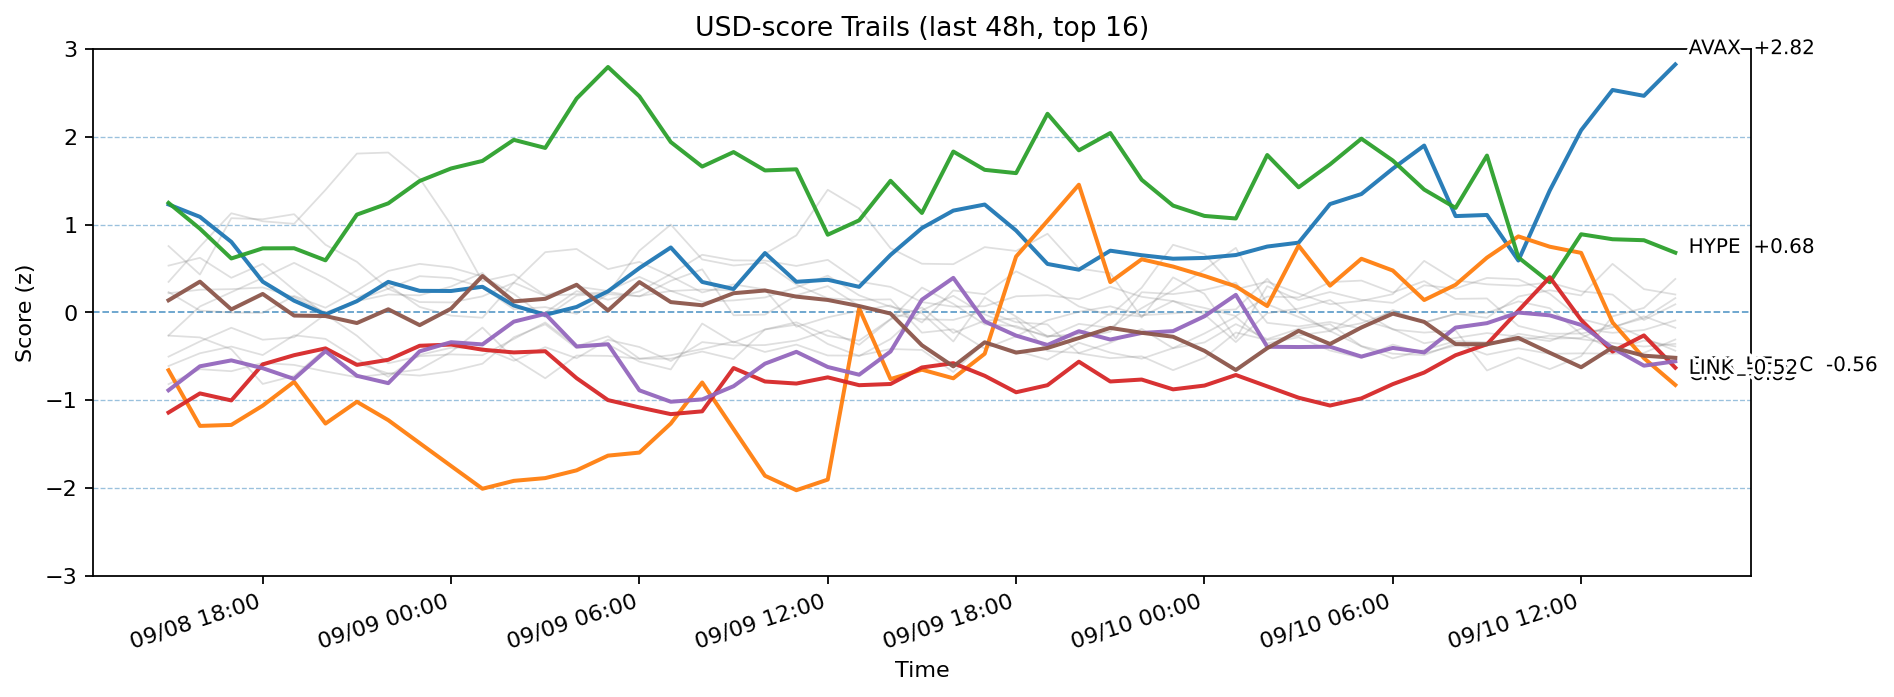 USD-score Trails (last 48h, top 16)
AVAX +2.82
3
2
1
HYPE +0.68
0
LINK -0.52
C -0.56
−1
−2
−3
Score (z)
09/08 18:00
09/09 00:00
09/09 06:00
09/09 12:00
09/09 18:00
09/10 00:00
09/10 06:00
09/10 12:00
Time